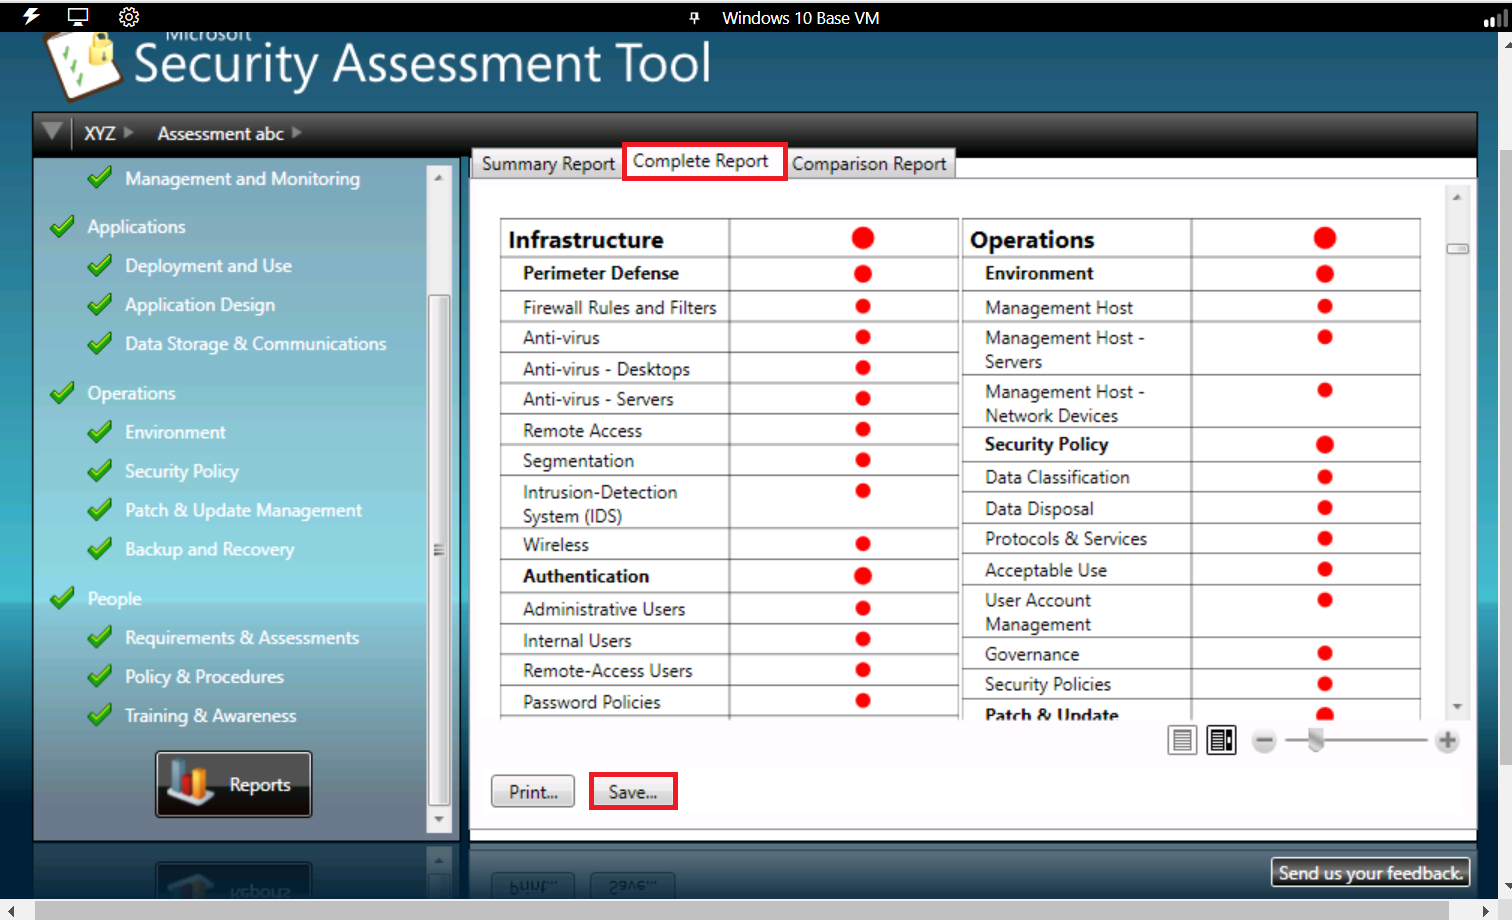 Windows 10 Base VM
Microsoft
Security Assessment Tool
XYZ
Assessment abc
Management and Monitoring
Applications
Deployment and Use
Application Design
Data Storage & Communications
Operations
Environment
Security Policy
Patch & Update Management
Backup and Recovery
People
Requirements & Assessments
Policy & Procedures
Training & Awareness
Reports
Summary Report
Complete Report
Comparison Report
Infrastructure
Perimeter Defense
Firewall Rules and Filters
Anti-virus
Anti-virus - Desktops
Anti-virus - Servers
Remote Access
Segmentation
Intrusion-Detection
System (IDS)
Wireless
Authentication
Administrative Users
Internal Users
Remote-Access Users
Password Policies
Operations
Environment
Management Host
Management Host -
Servers
Management Host -
Network Devices
Security Policy
Data Classification
Data Disposal
Protocols & Services
Acceptable Use
User Account
Management
Governance
Security Policies
Patch & Update
Print...
Save...
Reports
Print...
Save...
Send us your feedback.